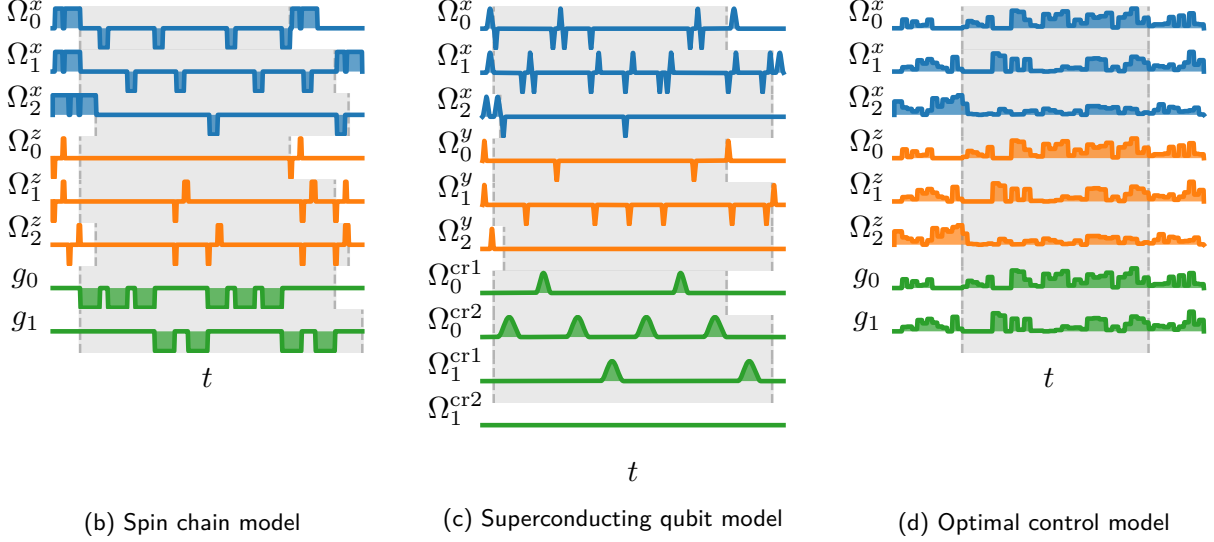 Ω₀ˣ
Ω₁ˣ
Ω₂ˣ
Ω₀ᶻ
Ω₁ᶻ
Ω₂ᶻ
g₀
g₁
t
(b) Spin chain model
Ω₀ˣ
Ω₁ˣ
Ω₂ˣ
Ω₀ʸ
Ω₁ʸ
Ω₂ʸ
Ω₀ᶜʳ¹
Ω₀ᶜʳ²
Ω₁ᶜʳ¹
Ω₁ᶜʳ²
t
(c) Superconducting qubit model
Ω₀ˣ
Ω₁ˣ
Ω₂ˣ
Ω₀ᶻ
Ω₁ᶻ
Ω₂ᶻ
g₀
g₁
t
(d) Optimal control model